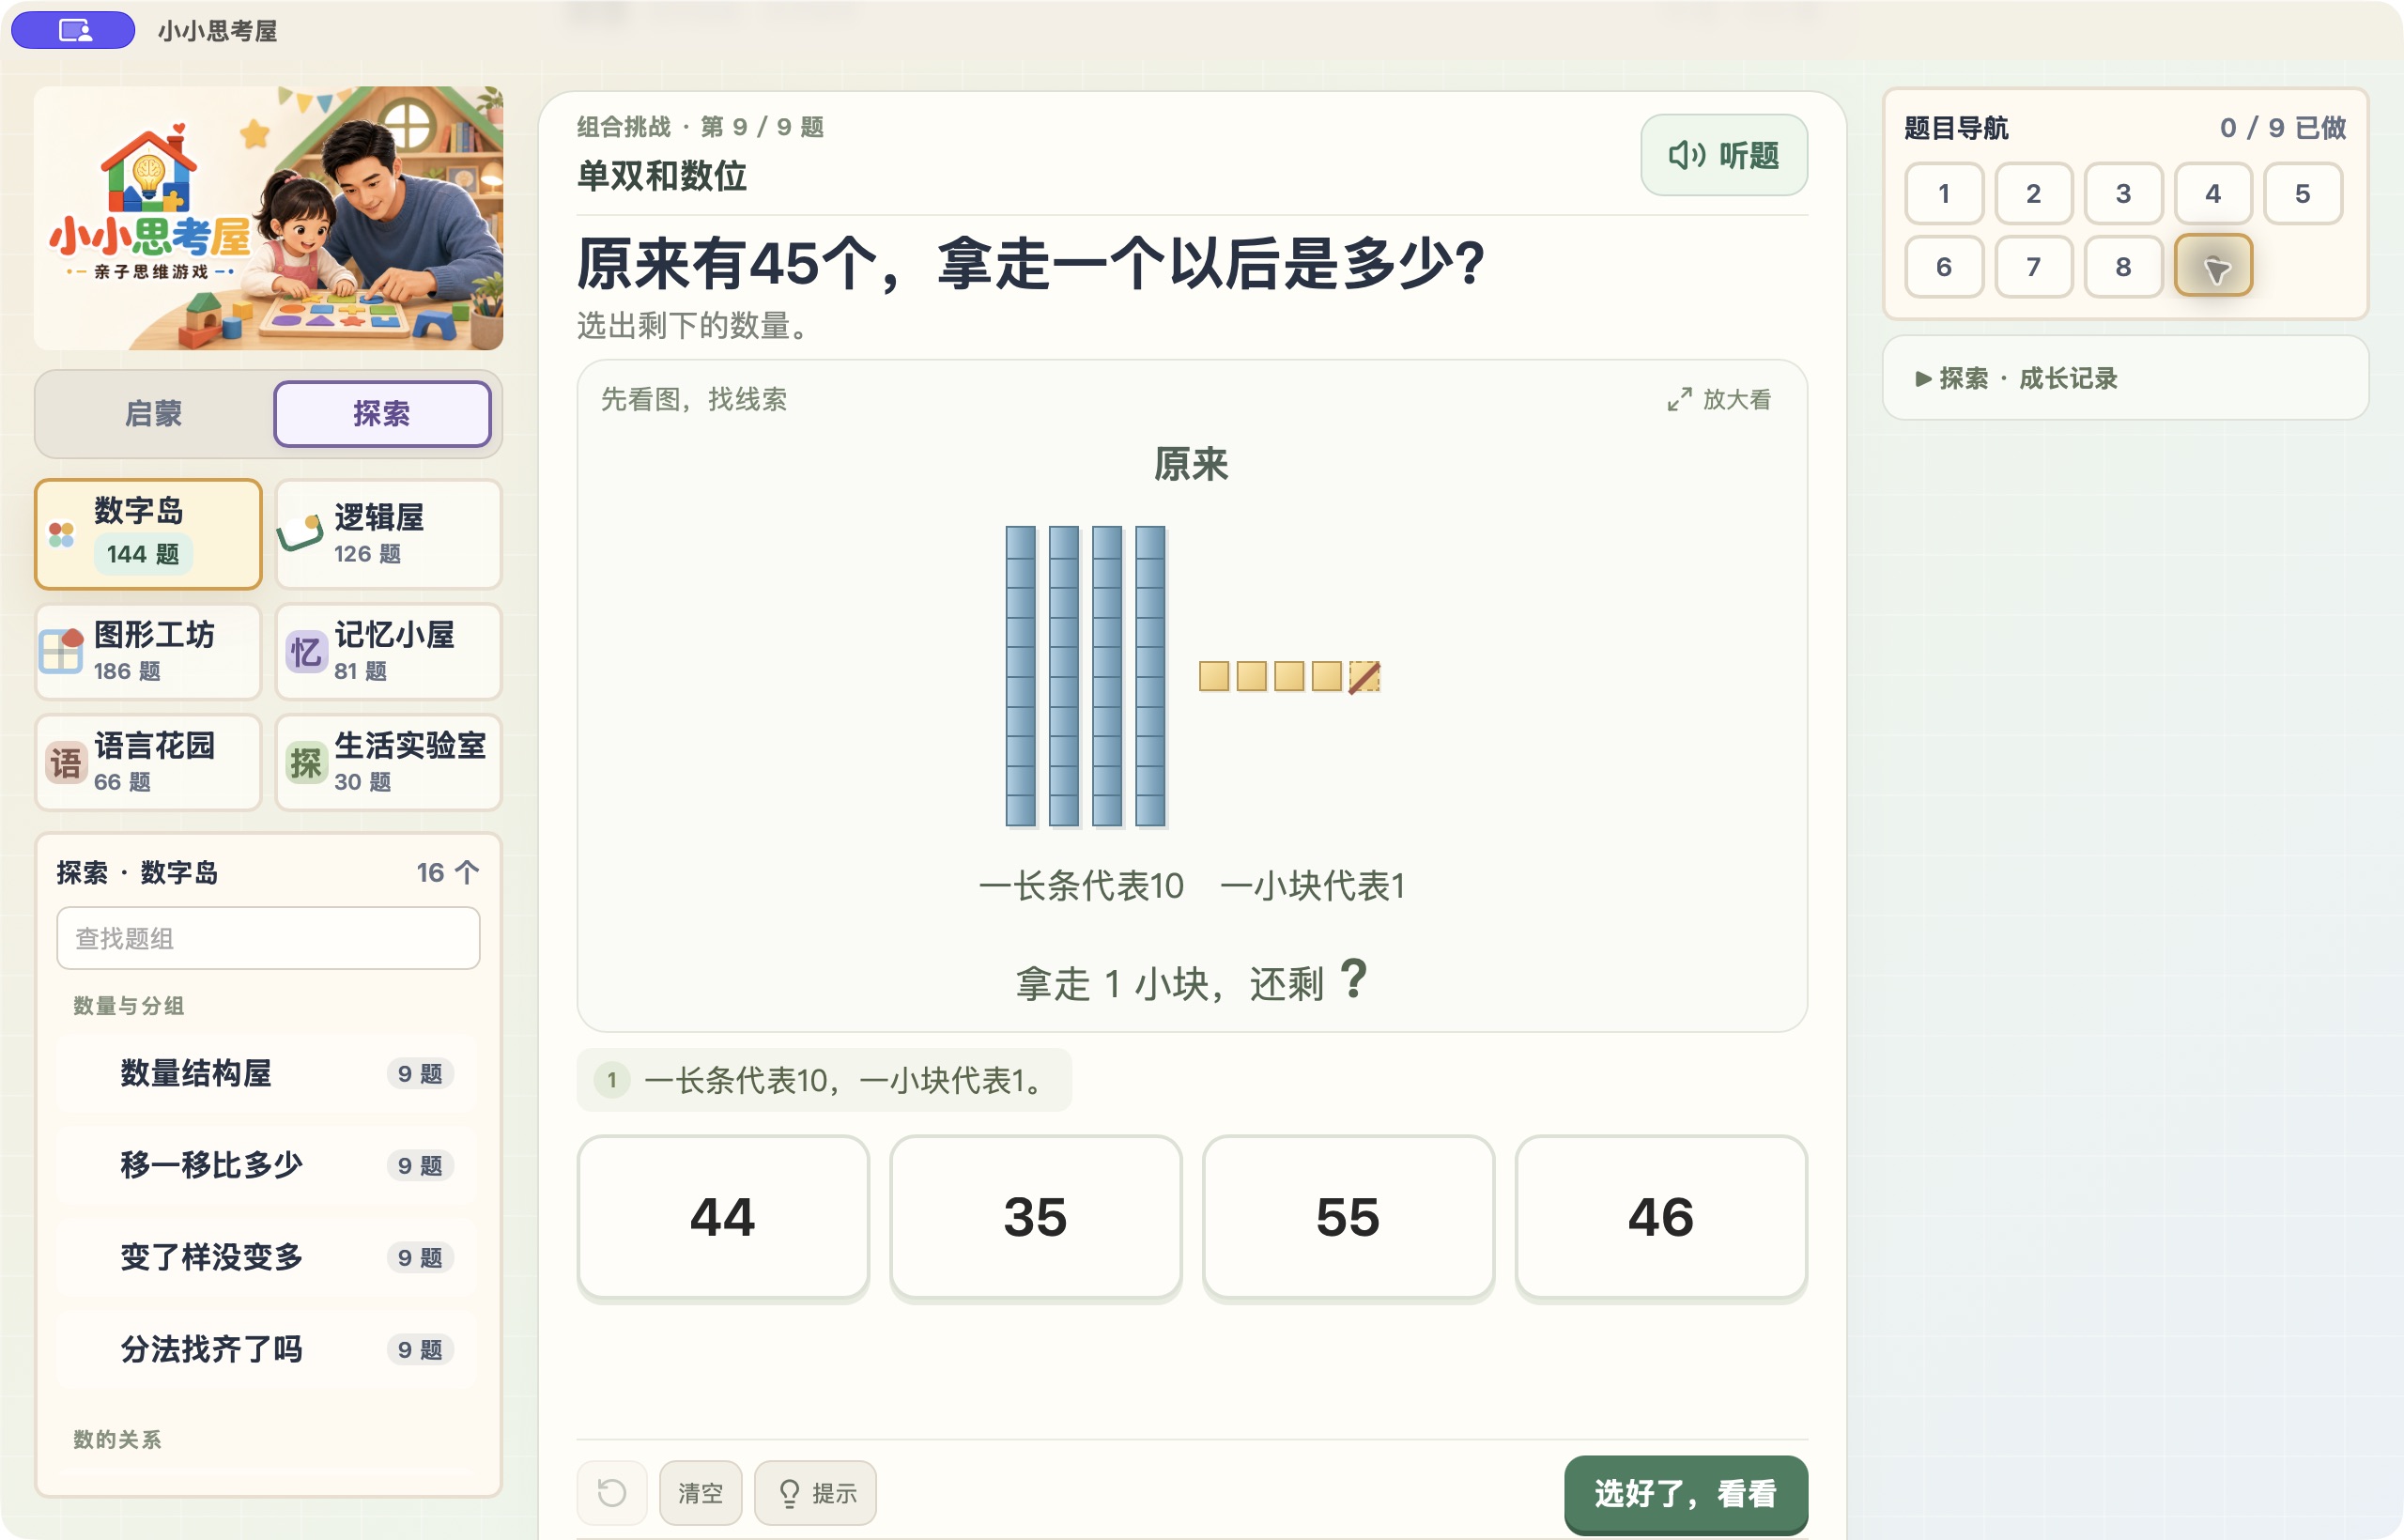 小小思考屋
小小思考屋
亲子思维游戏
启蒙
探索
数字岛
144 题
逻辑屋
126 题
图形工坊
186 题
忆
记忆小屋
81 题
语
语言花园
66 题
探
生活实验室
30 题
探索 · 数字岛
16 个
查找题组
数量与分组
数量结构屋
9 题
移一移比多少
9 题
变了样没变多
9 题
分法找齐了吗
9 题
数的关系
组合挑战 · 第 9 / 9 题
单双和数位
听题
原来有45个，拿走一个以后是多少？
选出剩下的数量。
先看图，找线索
放大看
原来
一长条代表10 一小块代表1
拿走 1 小块，还剩 ?
1 一长条代表10，一小块代表1。
44
35
55
46
清空
提示
选好了，看看
题目导航
0 / 9 已做
1
2
3
4
5
6
7
8
探索 · 成长记录